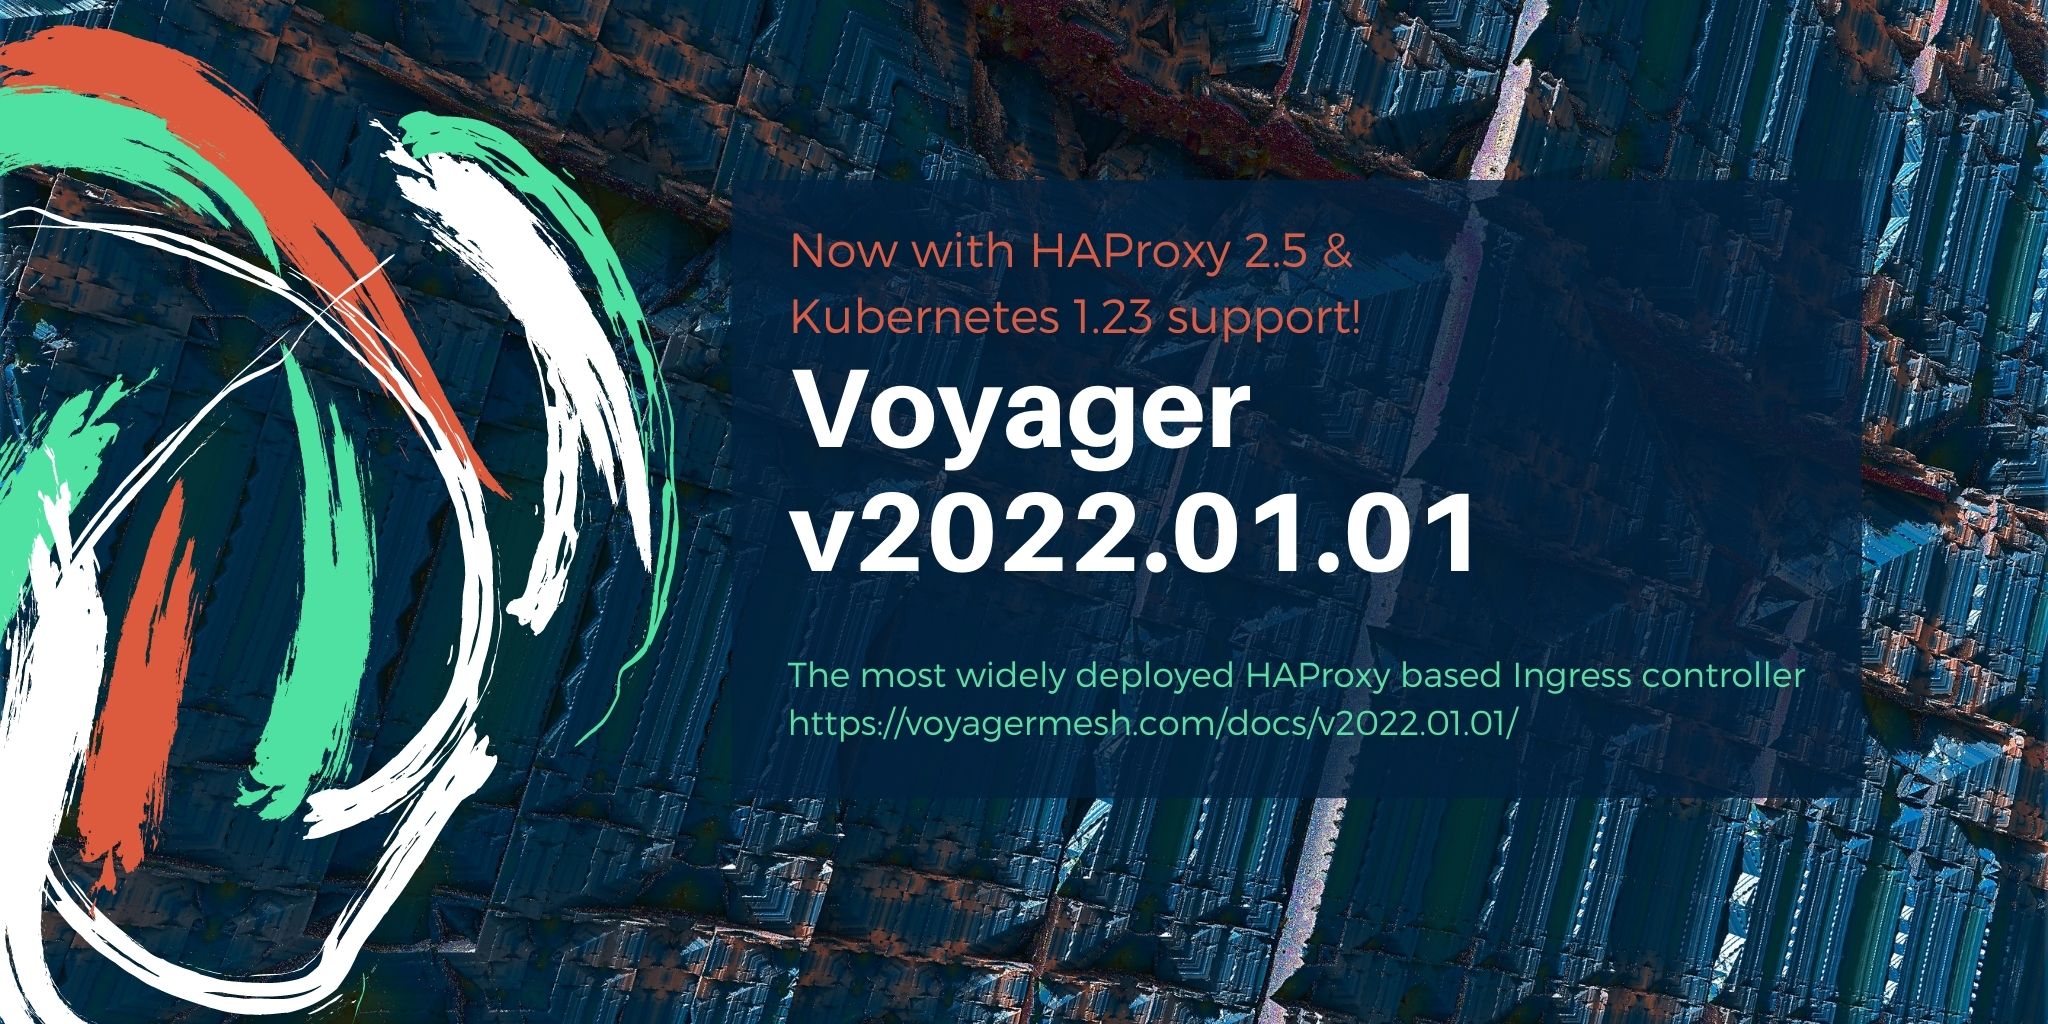 Now with HAProxy 2.5 &
Kubernetes 1.23 support!
Voyager
v2022.01.01
The most widely deployed HAProxy based Ingress controller
https://voyagermesh.com/docs/v2022.01.01/